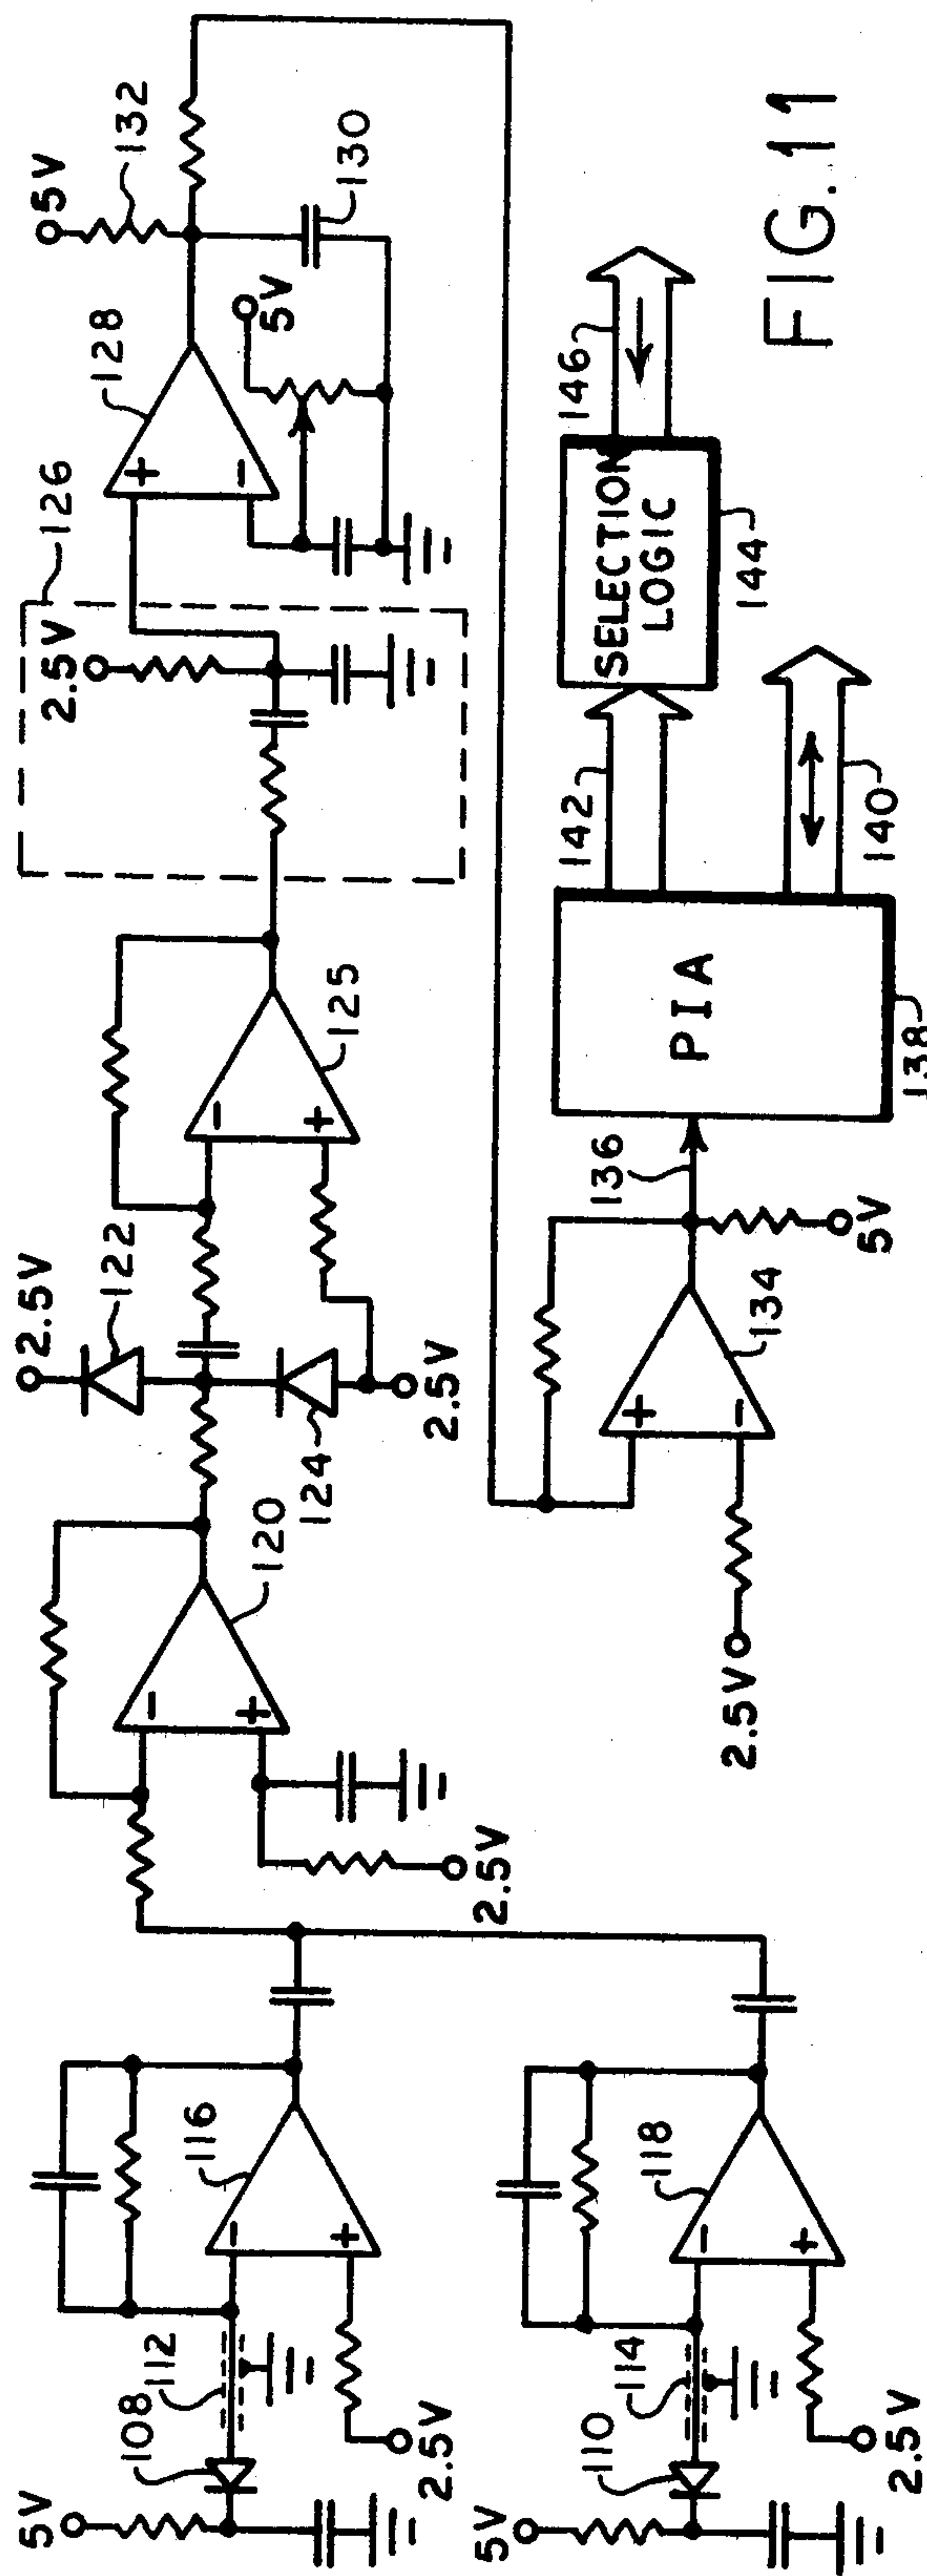 5V
108
112
116
2.5V
5V
110
114
118
2.5V
2.5V
120
2.5V
122
124
2.5V
125
126
2.5V
128
5V
132
5V
130
2.5V
134
5V
136
PIA
138
142
140
SELECTION
LOGIC
144
146
FIG. 11
-
+
-
+
-
+
-
+
+
-
+
-